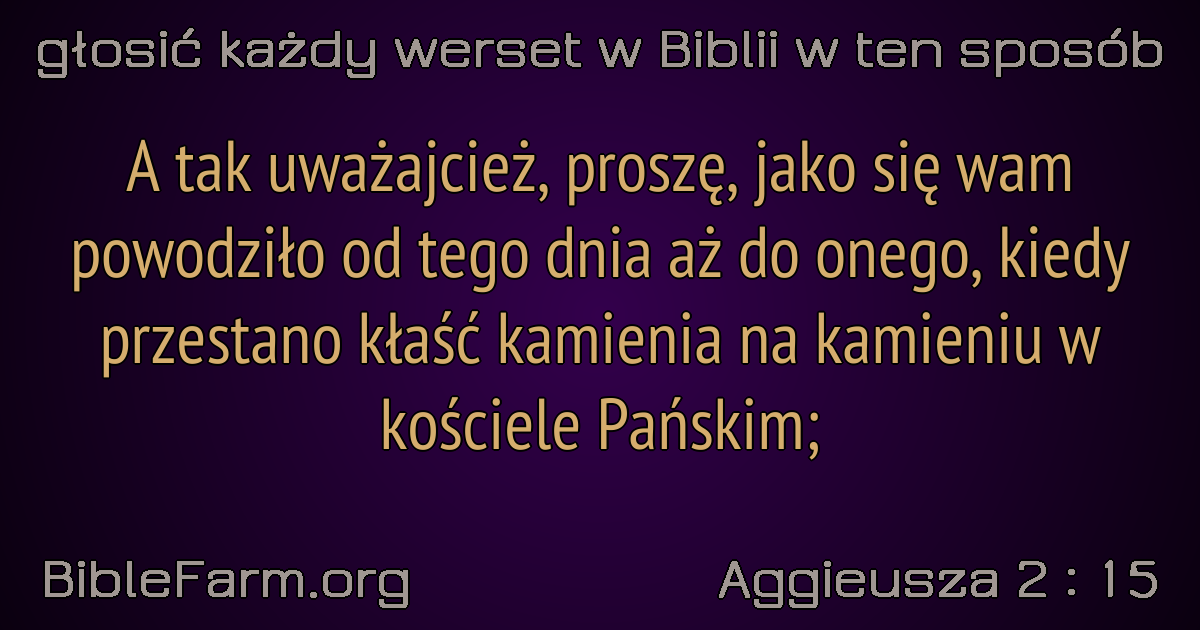 głosić każdy werset w Biblii w ten sposób
A tak uważajcież, proszę, jako się wam
powodziło od tego dnia aż do onego, kiedy
przestano kłaść kamienia na kamieniu w
kościele Pańskim;
BibleFarm.org
Aggieusza 2 : 15